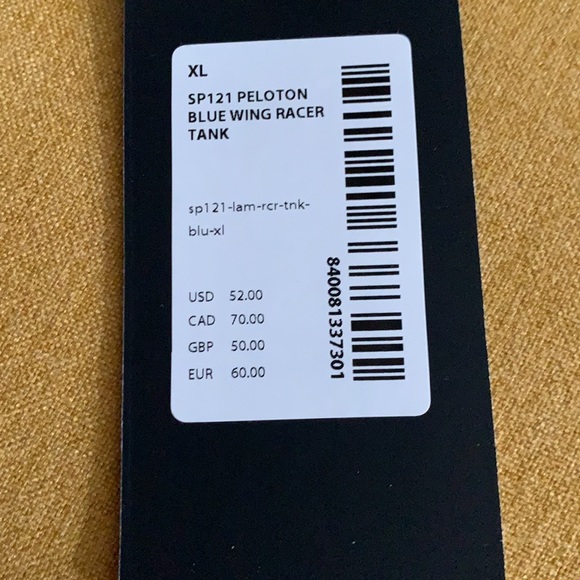 XL
SP121 PELOTON
BLUE WING RACER
TANK
sp121-lam-rcr-tnk-
blu-xl
USD 52.00
CAD 70.00
GBP 50.00
EUR 60.00
840081337301